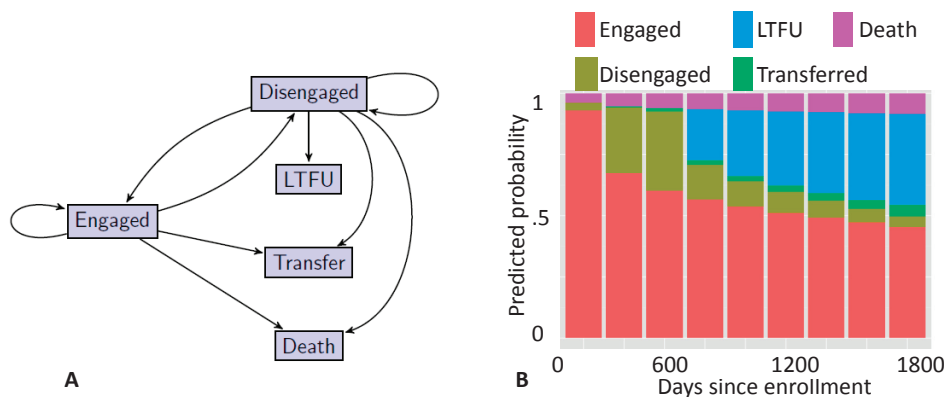 Disengaged
LTFU
Engaged
Transfer
Death
A
Engaged LTFU Death
Disengaged Transferred
Predicted probability
1
.5
0
0 600 1200 1800
Days since enrollment
B